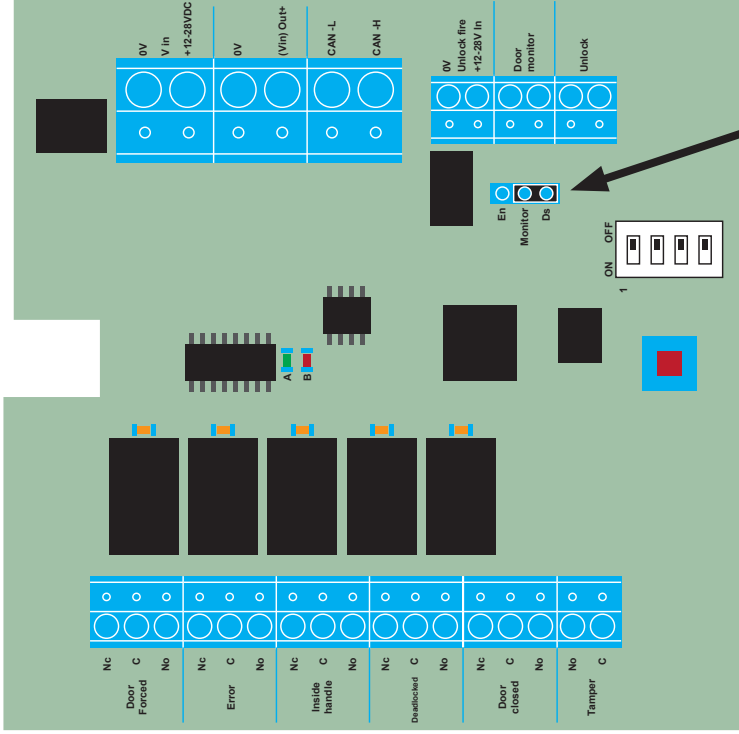 0V
V in
+12-28VDC
0V
(Vin) Out+
CAN -L
CAN -H
0V
Unlock fire
+12-28V In
Door
monitor
Unlock
En
Monitor
Ds
ON
OFF
1
A
B
Nc
C
No
Nc
C
No
Nc
C
No
Nc
C
No
Nc
C
No
No
C
Door
Forced
Error
Inside
handle
Deadlocked
Door
closed
Tamper